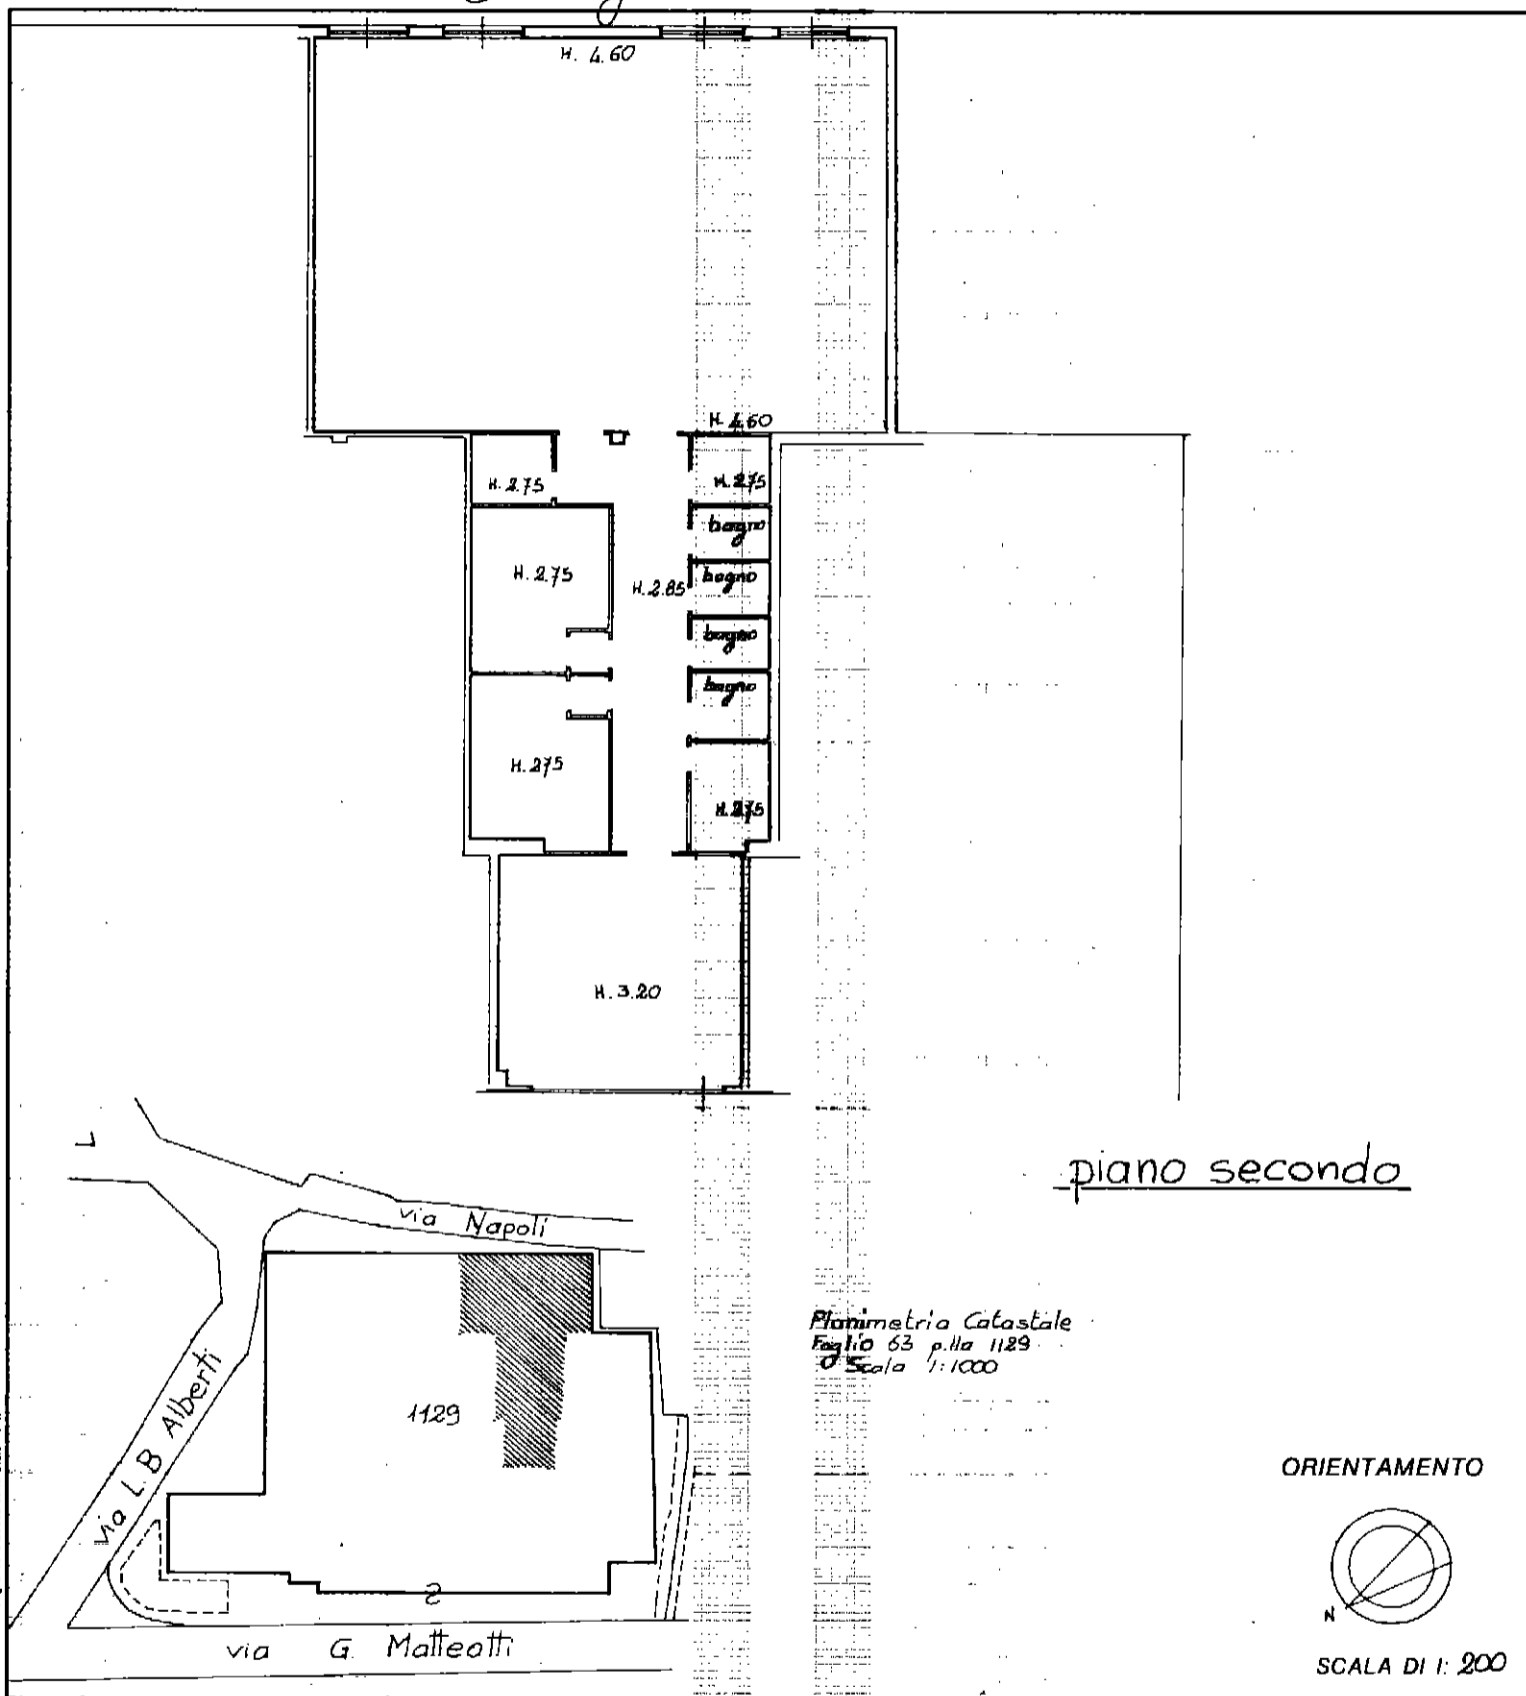 H. 4.60
H. 4.60
H. 2.75
H. 2.75
bagno
H. 2.75
H. 2.85
bagno
bagno
bagno
H. 2.75
H. 2.75
H. 3.20
piano secondo
via Napoli
Planimetria Catastale
Foglio 63 p.lla 1129
Scala 1:1000
via L.B Alberti
1129
ORIENTAMENTO
N
via G. Matteotti
SCALA DI 1: 200